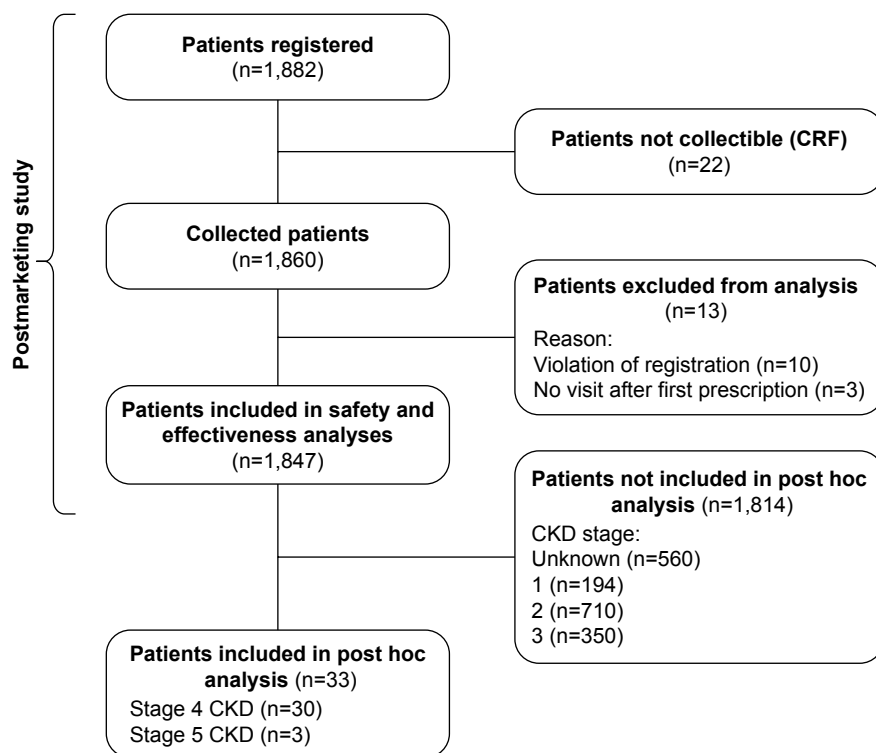 Postmarketing study
Patients registered
(n=1,882)
Patients not collectible (CRF)
(n=22)
Collected patients
(n=1,860)
Patients excluded from analysis
(n=13)
Reason:
Violation of registration (n=10)
No visit after first prescription (n=3)
Patients included in safety and
effectiveness analyses
(n=1,847)
Patients not included in post hoc
analysis (n=1,814)
CKD stage:
Unknown (n=560)
1 (n=194)
2 (n=710)
3 (n=350)
Patients included in post hoc
analysis (n=33)
Stage 4 CKD (n=30)
Stage 5 CKD (n=3)